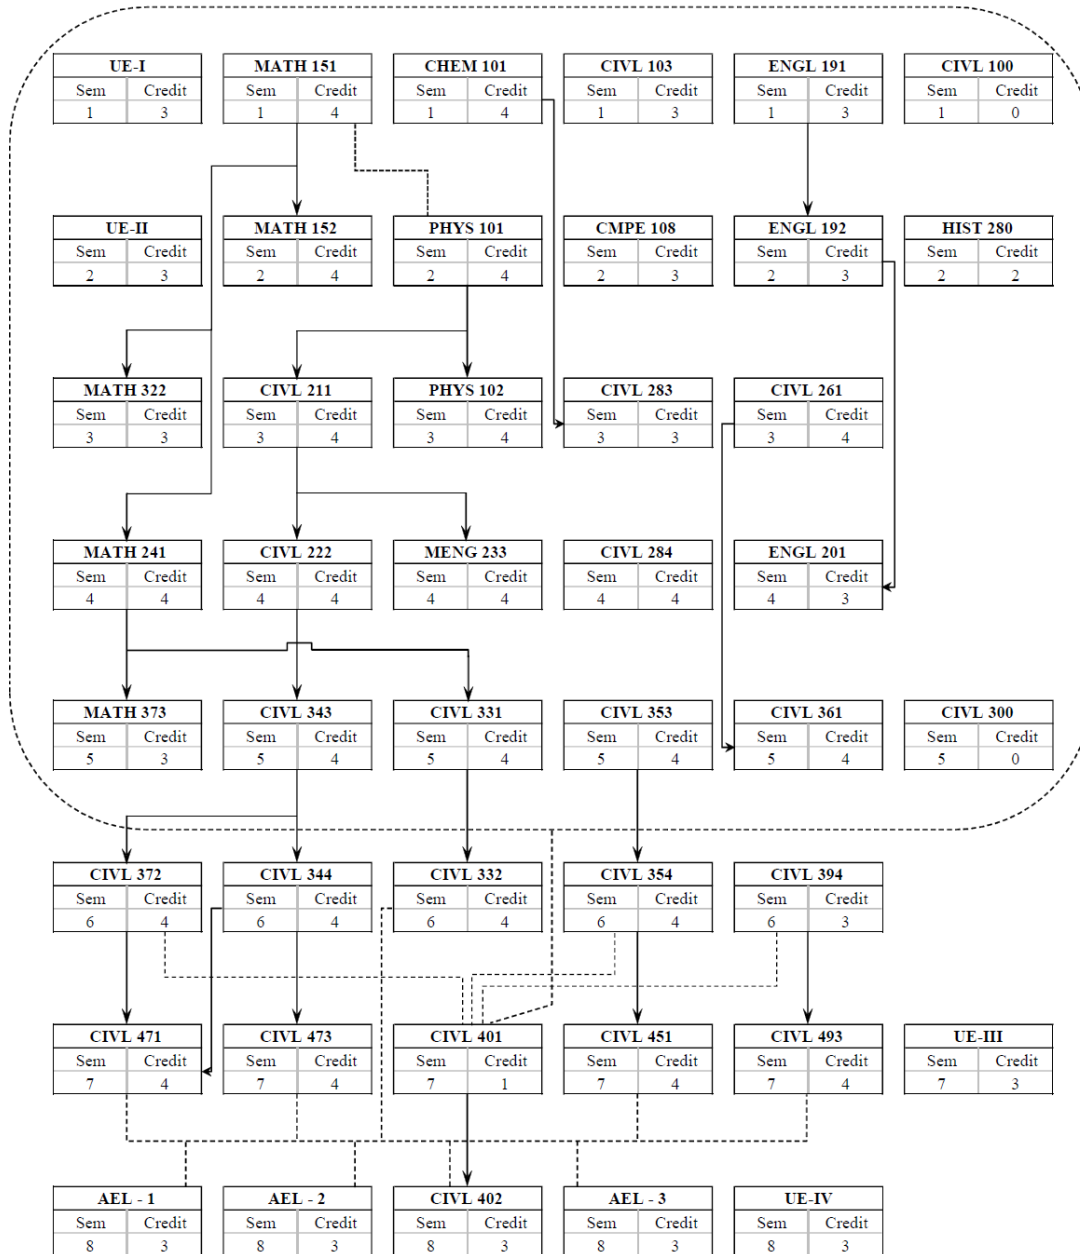 UE-I MATH 151 CHEM 101 CIVL 103 ENGL 191 CIVL 100
Sem Credit Sem Credit Sem Credit Sem Credit Sem Credit Sem Credit
1 3 1 4 1 4 1 3 1 3 1 0
UE-II MATH 152 PHYS 101 CMPE 108 ENGL 192 HIST 280
Sem Credit Sem Credit Sem Credit Sem Credit Sem Credit Sem Credit
2 3 2 4 2 4 2 3 2 3 2 2
MATH 322 CIVL 211 PHYS 102 CIVL 283 CIVL 261
Sem Credit Sem Credit Sem Credit Sem Credit Sem Credit
3 3 3 4 3 4 3 3 3 4
MATH 241 CIVL 222 MENG 233 CIVL 284 ENGL 201
Sem Credit Sem Credit Sem Credit Sem Credit Sem Credit
4 4 4 4 4 4 4 4 4 3
MATH 373 CIVL 343 CIVL 331 CIVL 353 CIVL 361 CIVL 300
Sem Credit Sem Credit Sem Credit Sem Credit Sem Credit Sem Credit
5 3 5 4 5 4 5 4 5 4 5 0
CIVL 372 CIVL 344 CIVL 332 CIVL 354 CIVL 394
Sem Credit Sem Credit Sem Credit Sem Credit Sem Credit
6 4 6 4 6 4 6 4 6 3
CIVL 471 CIVL 473 CIVL 401 CIVL 451 CIVL 493 UE-III
Sem Credit Sem Credit Sem Credit Sem Credit Sem Credit Sem Credit
7 4 7 4 7 1 7 4 7 4 7 3
AEL - 1 AEL - 2 CIVL 402 AEL - 3 UE-IV
Sem Credit Sem Credit Sem Credit Sem Credit Sem Credit
8 3 8 3 8 3 8 3 8 3